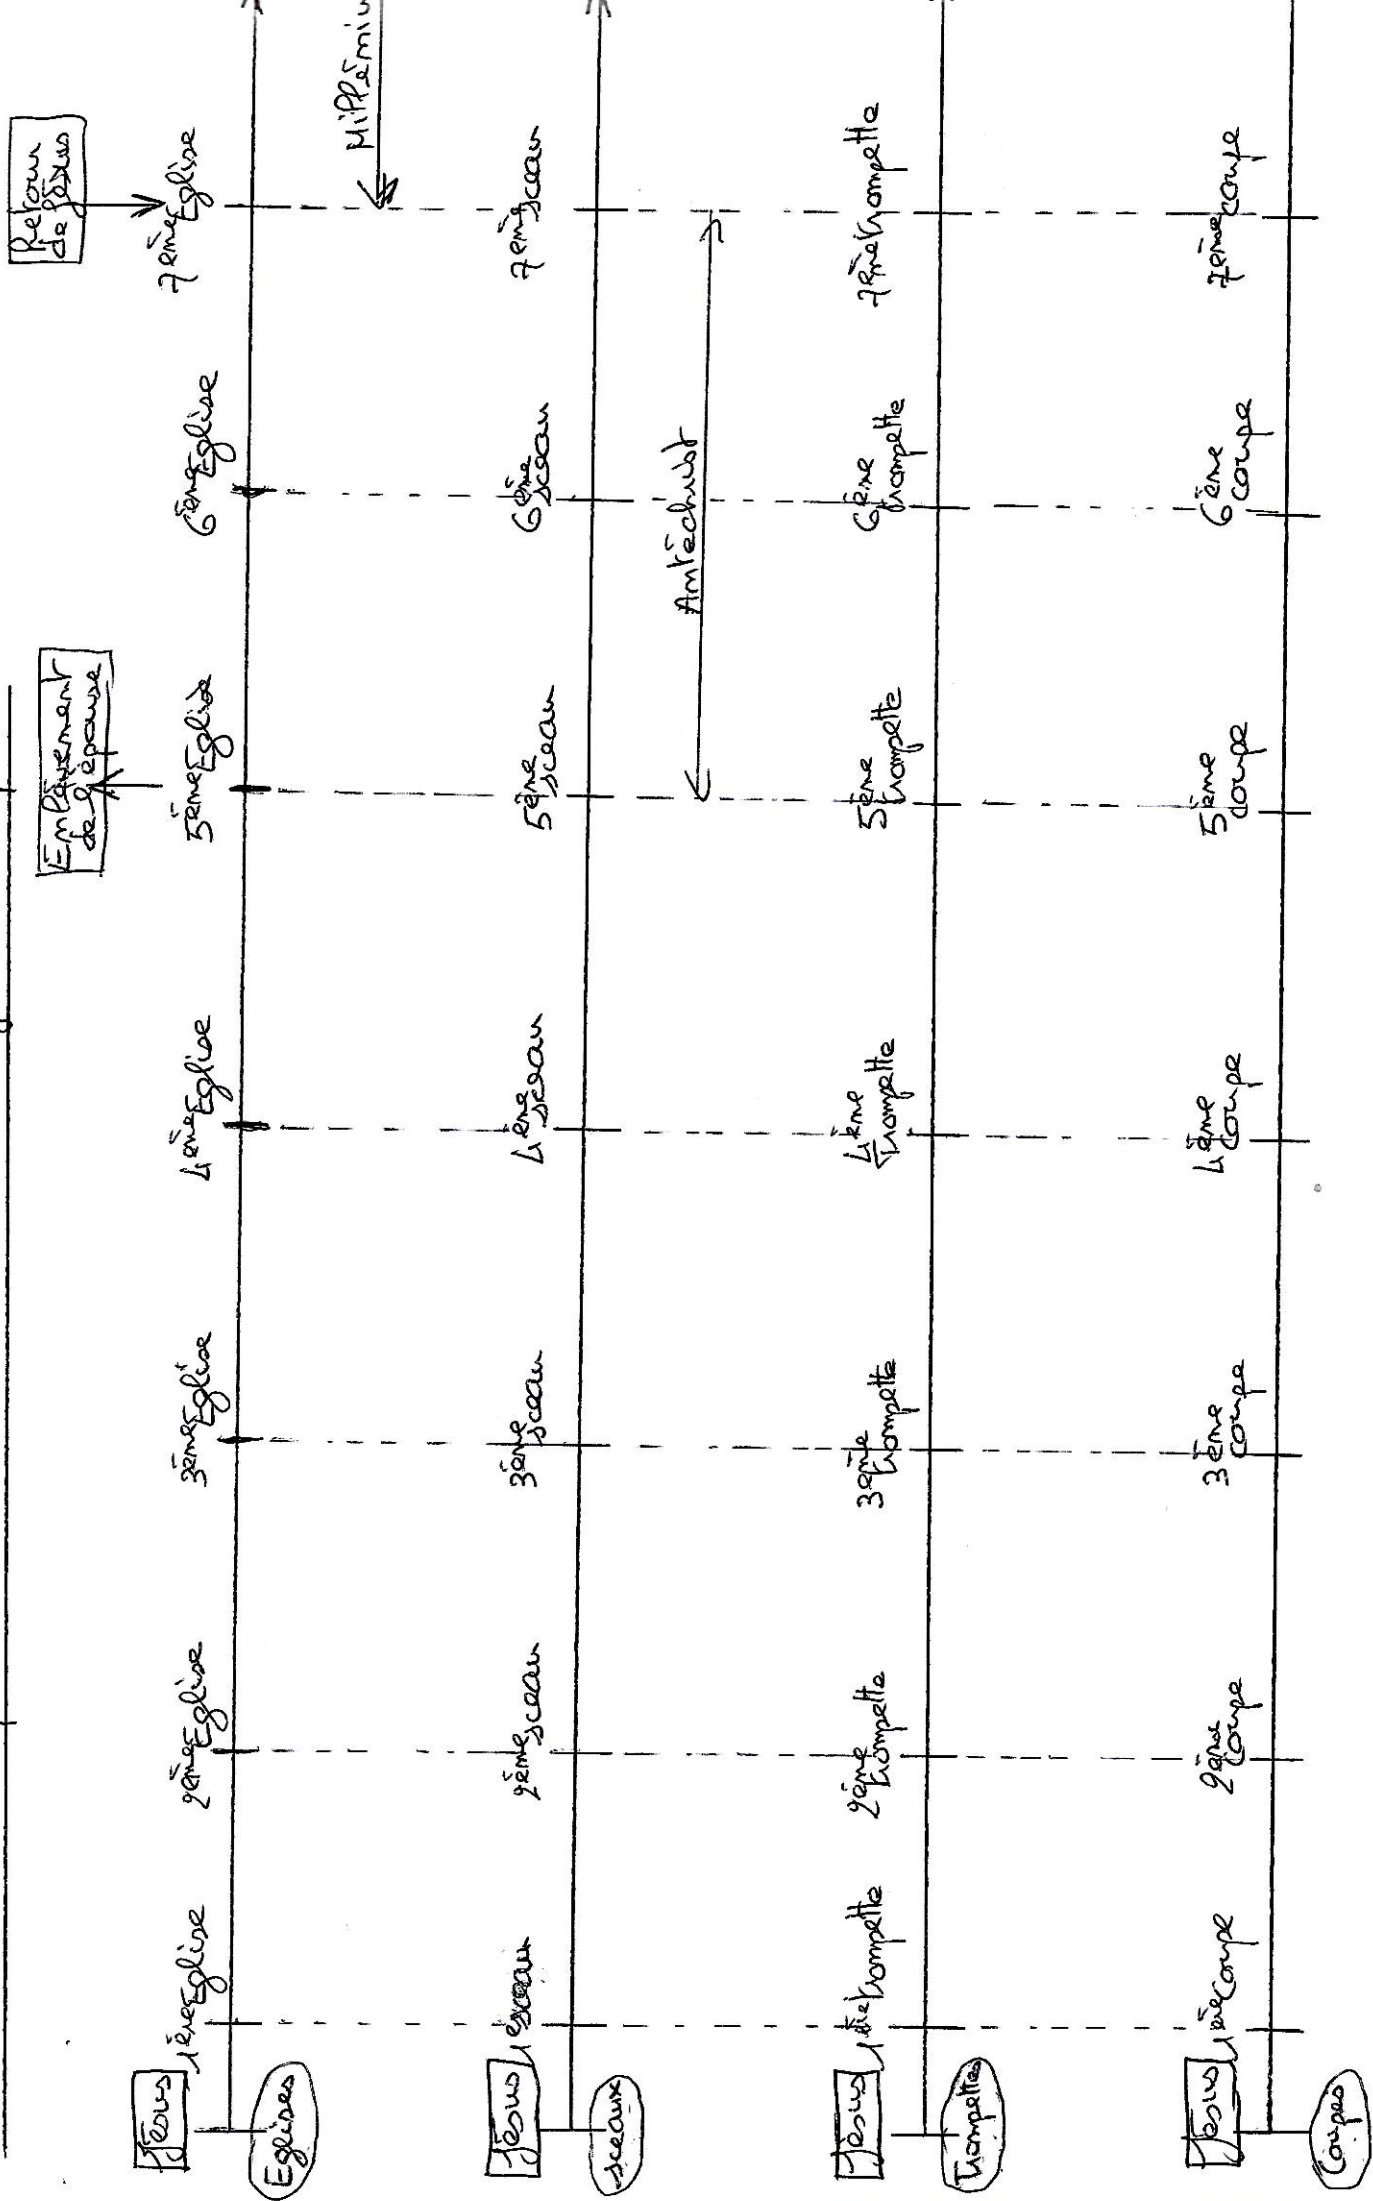 Enlèvement
de l'épouse
Retour
de Jésus
Jésus
1ère Eglise
2ème Eglise
3ème Eglise
4ème Eglise
5ème Eglise
6ème Eglise
7ème Eglise
Eglises
Milléniu
Jésus
1e sceau
2ème sceau
3ème sceau
4ème sceau
5ème
sceau
6ème
sceau
7ème sceau
sceaux
Antéchrist
Jésus
1ère trompette
2ème
trompette
3ème
trompette
4ème
trompette
5ème
trompette
6ème
trompette
7ème trompette
trompettes
Jésus
1ère coupe
2ème
coupe
3ème
coupe
4ème
coupe
5ème
coupe
6ème
coupe
7ème coupe
Coupes